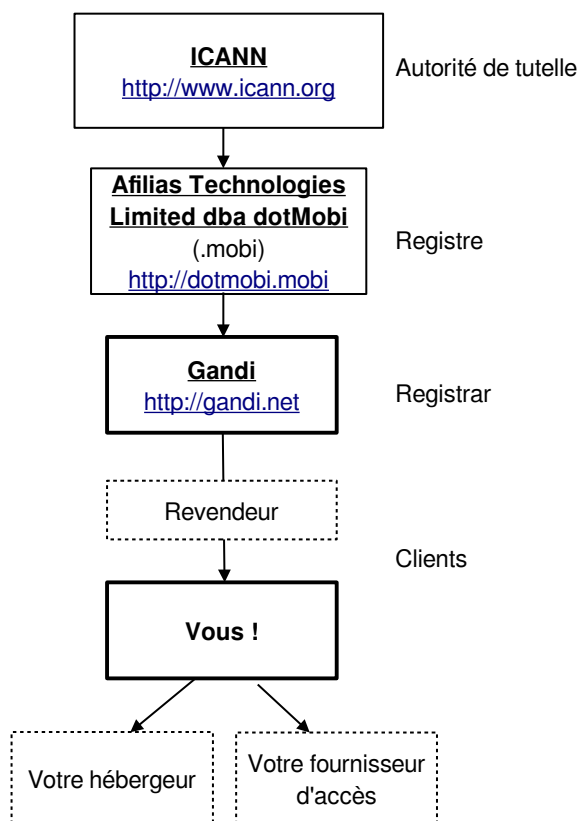 ICANN
http://www.icann.org
Autorité de tutelle
Afilias Technologies
Limited dba dotMobi
(.mobi)
http://dotmobi.mobi
Registre
Gandi
http://gandi.net
Registrar
Revendeur
Clients
Vous !
Votre hébergeur
Votre fournisseur
d'accès